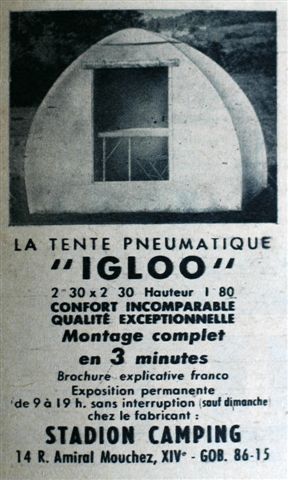 LA TENTE PNEUMATIQUE
"IGLOO"
2 30 x 2 30 Hauteur 1 80
CONFORT INCOMPARABLE
QUALITÉ EXCEPTIONNELLE
Montage complet
en 3 minutes
Brochure explicative franco
Exposition permanente
de 9 à 19 h. sans interruption (sauf dimanche)
chez le fabricant :
STADION CAMPING
14 R. Amiral Mouchez, XIVe - GOB. 86-15